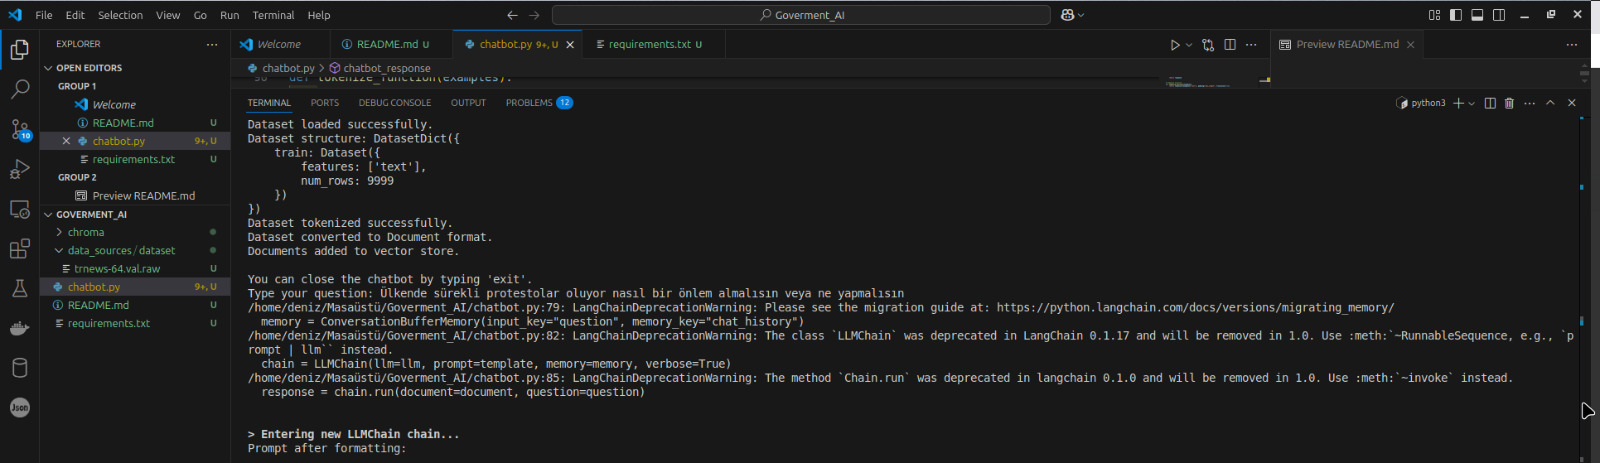 File Edit Selection View Go Run Terminal Help
Goverment_AI
EXPLORER
OPEN EDITORS
GROUP 1
Welcome
README.md U
chatbot.py 9+, U
requirements.txt U
GROUP 2
Preview README.md
GOVERMENT_AI
chroma
data_sources / dataset
trnews-64.val.raw U
chatbot.py 9+, U
README.md U
requirements.txt U
10
Json
Welcome README.md U chatbot.py 9+, U requirements.txt U
Preview README.md
chatbot.py > chatbot_response
90 def tokenize_function(examples):
TERMINAL PORTS DEBUG CONSOLE OUTPUT PROBLEMS 12
python3
Dataset loaded successfully.
Dataset structure: DatasetDict({
train: Dataset({
features: ['text'],
num_rows: 9999
})
})
Dataset tokenized successfully.
Dataset converted to Document format.
Documents added to vector store.
You can close the chatbot by typing 'exit'.
Type your question: Ülkende sürekli protestolar oluyor nasıl bir önlem almalısın veya ne yapmalısın
/home/deniz/Masaüstü/Goverment_AI/chatbot.py:79: LangChainDeprecationWarning: Please see the migration guide at: https://python.langchain.com/docs/versions/migrating_memory/
memory = ConversationBufferMemory(input_key="question", memory_key="chat_history")
/home/deniz/Masaüstü/Goverment_AI/chatbot.py:82: LangChainDeprecationWarning: The class `LLMChain` was deprecated in LangChain 0.1.17 and will be removed in 1.0. Use :meth:`~RunnableSequence, e.g., `p
rompt | llm`` instead.
chain = LLMChain(llm=llm, prompt=template, memory=memory, verbose=True)
/home/deniz/Masaüstü/Goverment_AI/chatbot.py:85: LangChainDeprecationWarning: The method `Chain.run` was deprecated in langchain 0.1.0 and will be removed in 1.0. Use :meth:`~invoke` instead.
response = chain.run(document=document, question=question)
> Entering new LLMChain chain...
Prompt after formatting: